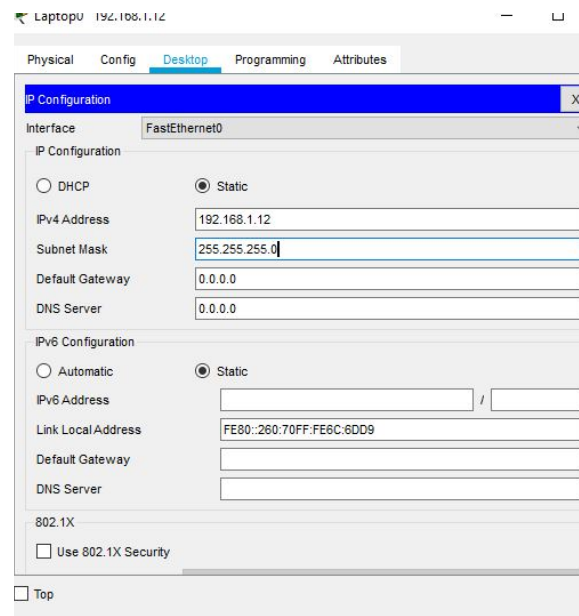 Laptop0 192.168.1.12
Physical Config Desktop Programming Attributes
IP Configuration X
Interface FastEthernet0
IP Configuration
DHCP Static
IPv4 Address 192.168.1.12
Subnet Mask 255.255.255.0
Default Gateway 0.0.0.0
DNS Server 0.0.0.0
IPv6 Configuration
Automatic Static
IPv6 Address /
Link Local Address FE80::260:70FF:FE6C:6DD9
Default Gateway
DNS Server
802.1X
Use 802.1X Security
Top